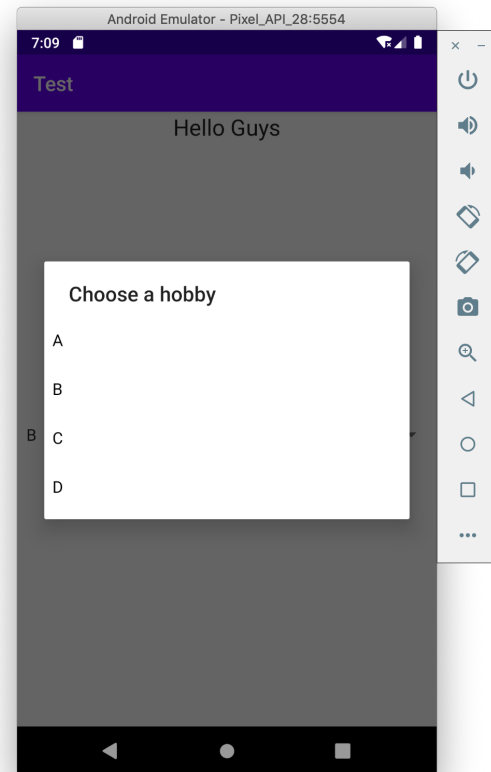 Android Emulator - Pixel_API_28:5554
7:09
Test
Hello Guys
Choose a hobby
A
B
B
C
D